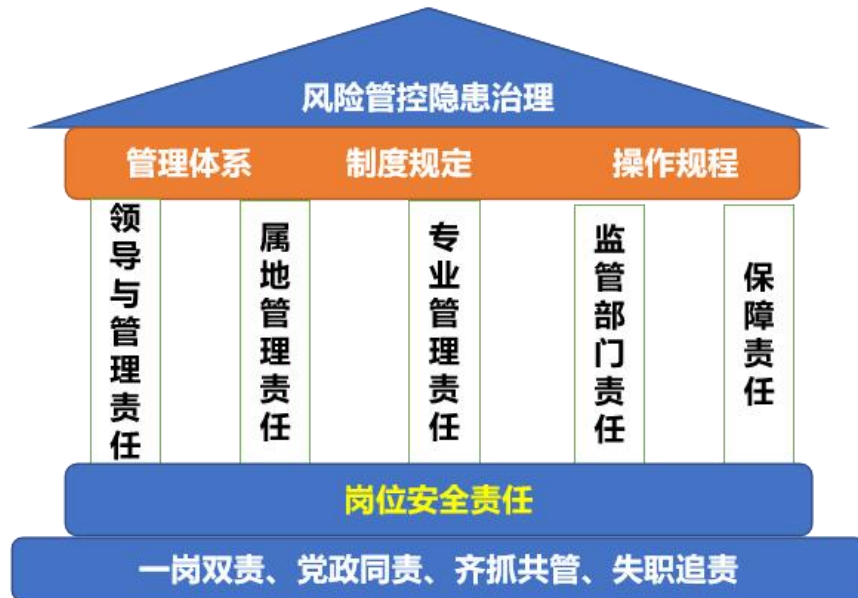 风险管控隐患治理
管理体系 制度规定 操作规程
领导与管理责任
属地管理责任
专业管理责任
监管部门责任
保障责任
岗位安全责任
一岗双责、党政同责、齐抓共管、失职追责